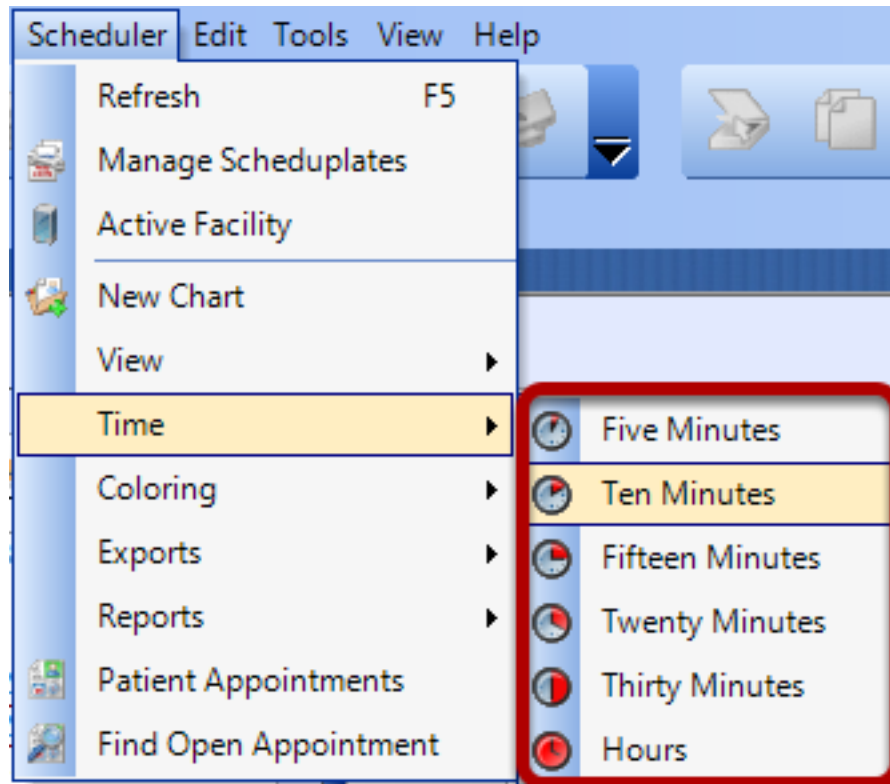 Scheduler Edit Tools View Help
Refresh F5
Manage Scheduplates
Active Facility
New Chart
View
Time
Coloring
Exports
Reports
Patient Appointments
Find Open Appointment
Five Minutes
Ten Minutes
Fifteen Minutes
Twenty Minutes
Thirty Minutes
Hours